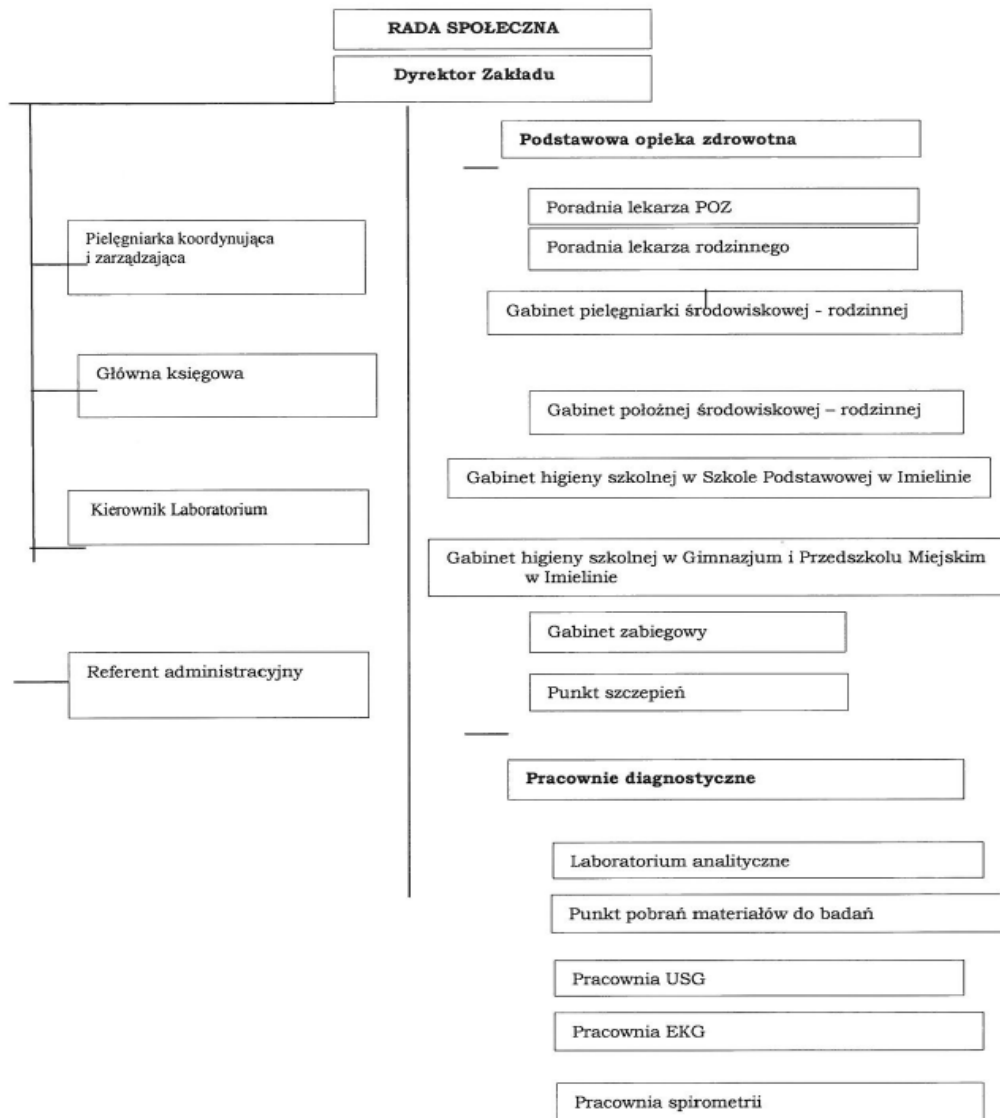 RADA SPOŁECZNA
Dyrektor Zakładu
Pielęgniarka koordynująca
i zarządzająca
Główna księgowa
Kierownik Laboratorium
Referent administracyjny
Podstawowa opieka zdrowotna
Poradnia lekarza POZ
Poradnia lekarza rodzinnego
Gabinet pielęgniarki środowiskowej - rodzinnej
Gabinet położnej środowiskowej – rodzinnej
Gabinet higieny szkolnej w Szkole Podstawowej w Imielinie
Gabinet higieny szkolnej w Gimnazjum i Przedszkolu Miejskim
w Imielinie
Gabinet zabiegowy
Punkt szczepień
Pracownie diagnostyczne
Laboratorium analityczne
Punkt pobrań materiałów do badań
Pracownia USG
Pracownia EKG
Pracownia spirometrii